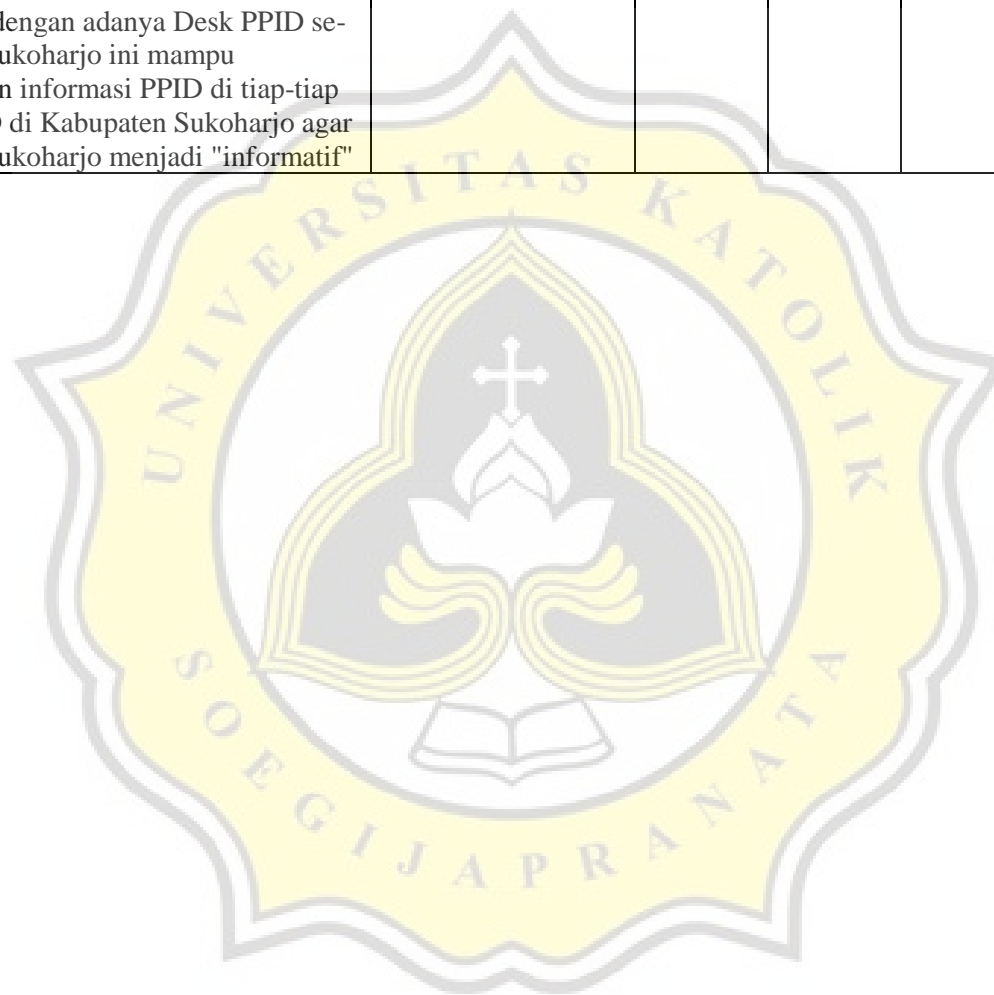 dengan adanya Desk PPID se-
ukoharjo ini mampu
n informasi PPID di tiap-tiap
di Kabupaten Sukoharjo agar
ukoharjo menjadi "informatif"
UNIVERSITAS KATOLIK
SOEGIJAPRANATA